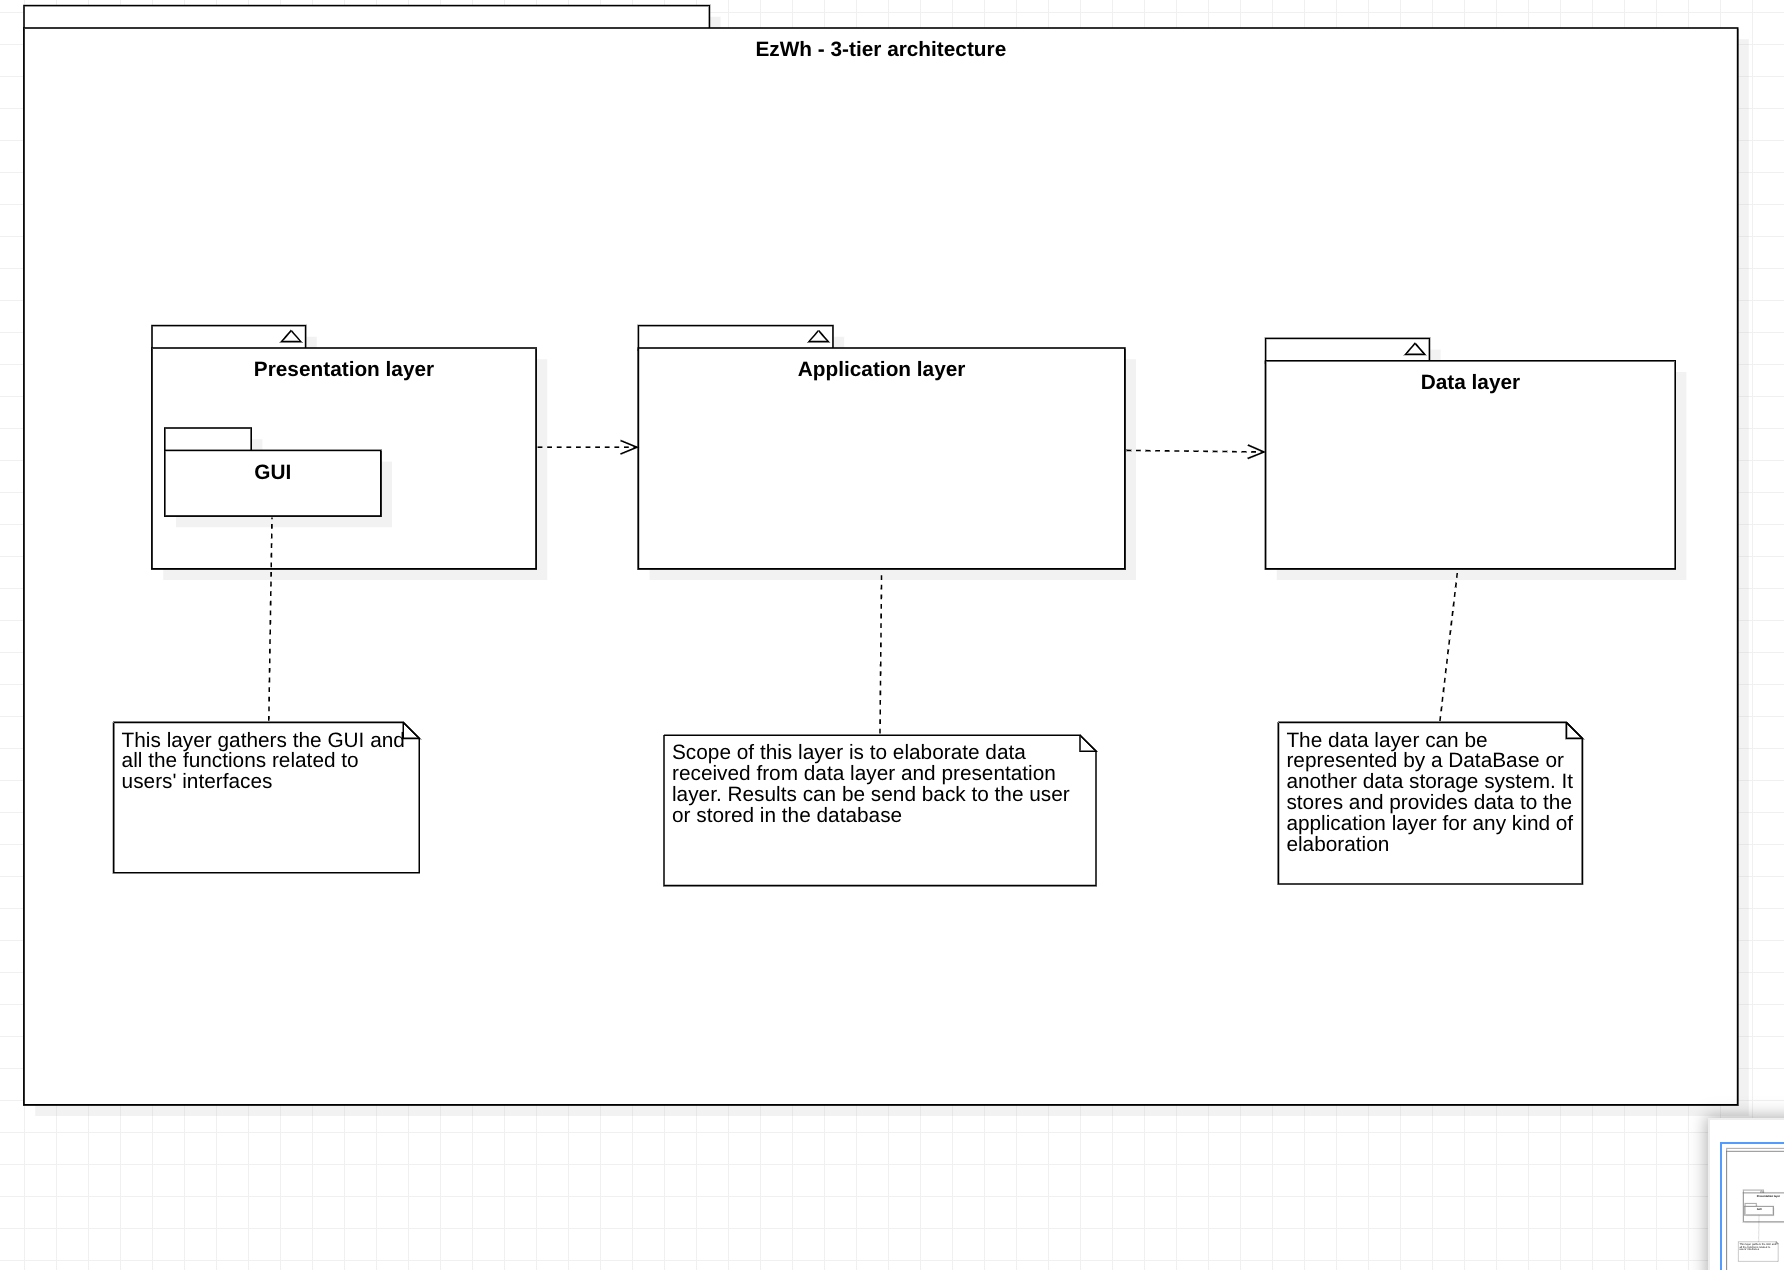 EzWh - 3-tier architecture
Presentation layer
Application layer
Data layer
GUI
This layer gathers the GUI and
all the functions related to
users' interfaces
Scope of this layer is to elaborate data
received from data layer and presentation
layer. Results can be send back to the user
or stored in the database
The data layer can be
represented by a DataBase or
another data storage system. It
stores and provides data to the
application layer for any kind of
elaboration